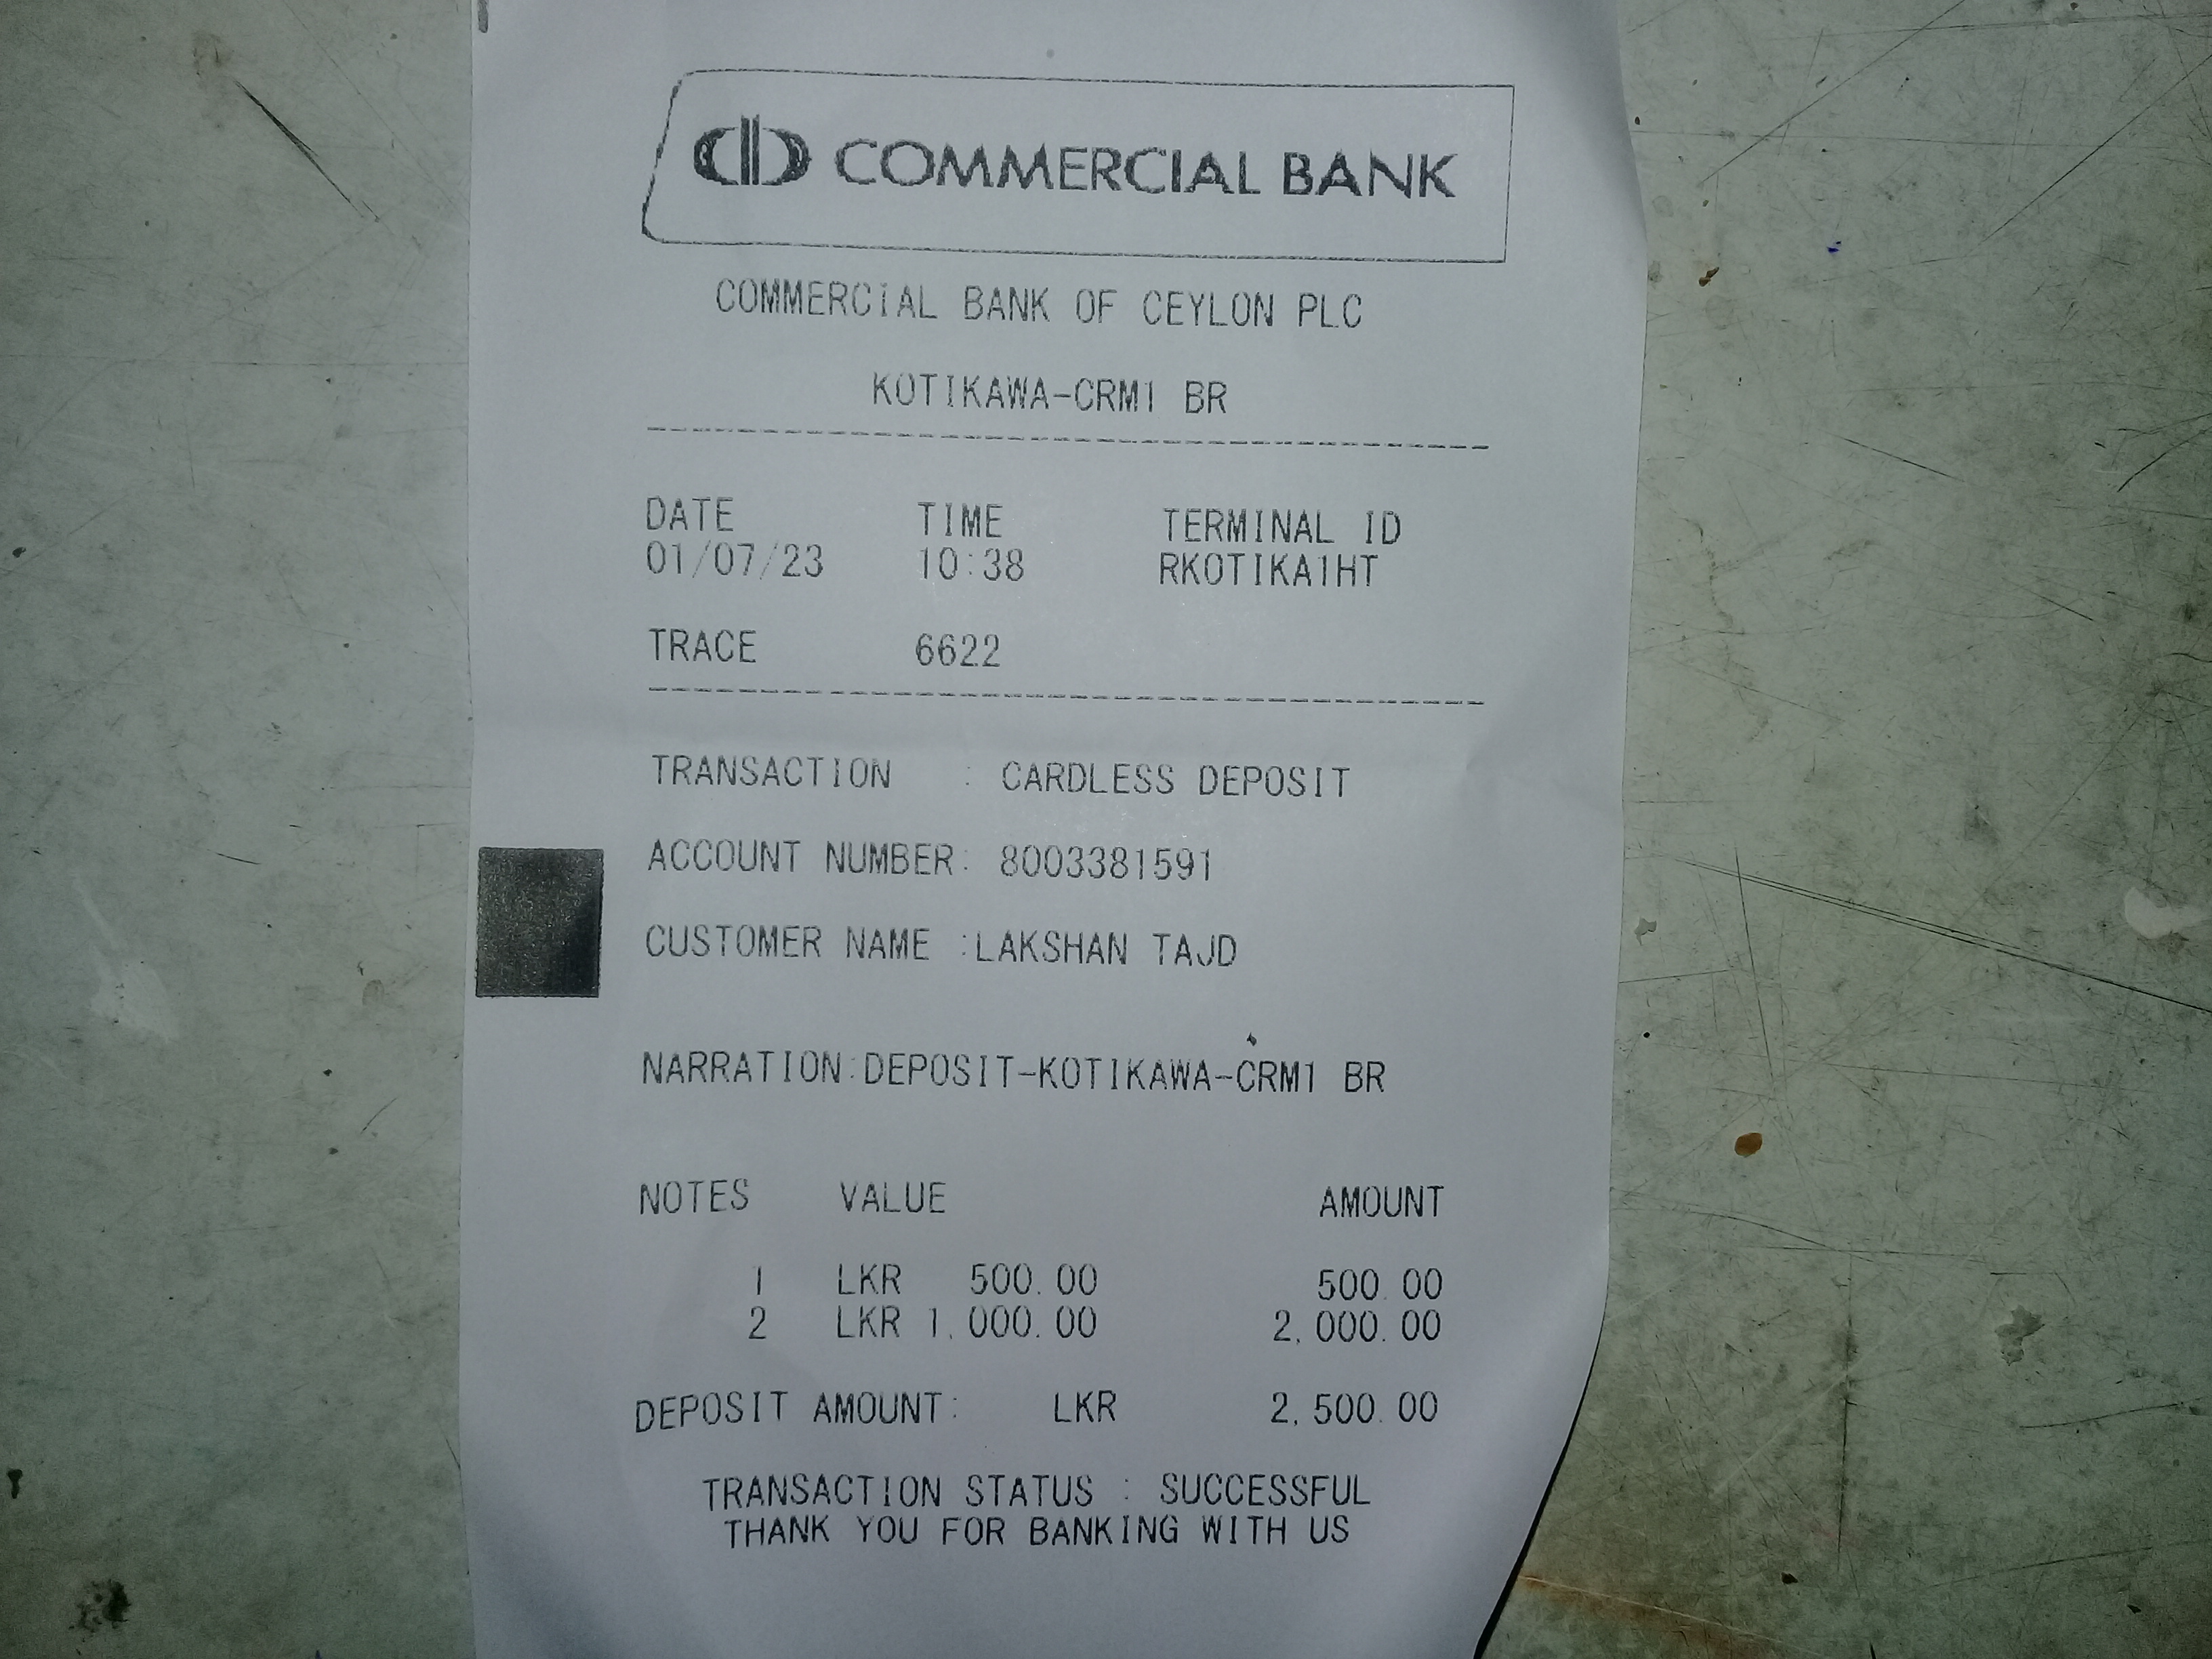 COMMERCIAL BANK
COMMERCIAL BANK OF CEYLON PLC
KOTIKAWA-CRM1 BR
DATE TIME TERMINAL ID
01/07/23 10:38 RKOTIKA1HT
TRACE 6622
TRANSACTION : CARDLESS DEPOSIT
ACCOUNT NUMBER: 8003381591
CUSTOMER NAME :LAKSHAN TAJD
NARRATION:DEPOSIT-KOTIKAWA-CRM1 BR
NOTES VALUE AMOUNT
1 LKR 500.00 500.00
2 LKR 1,000.00 2,000.00
DEPOSIT AMOUNT: LKR 2,500.00
TRANSACTION STATUS : SUCCESSFUL
THANK YOU FOR BANKING WITH US